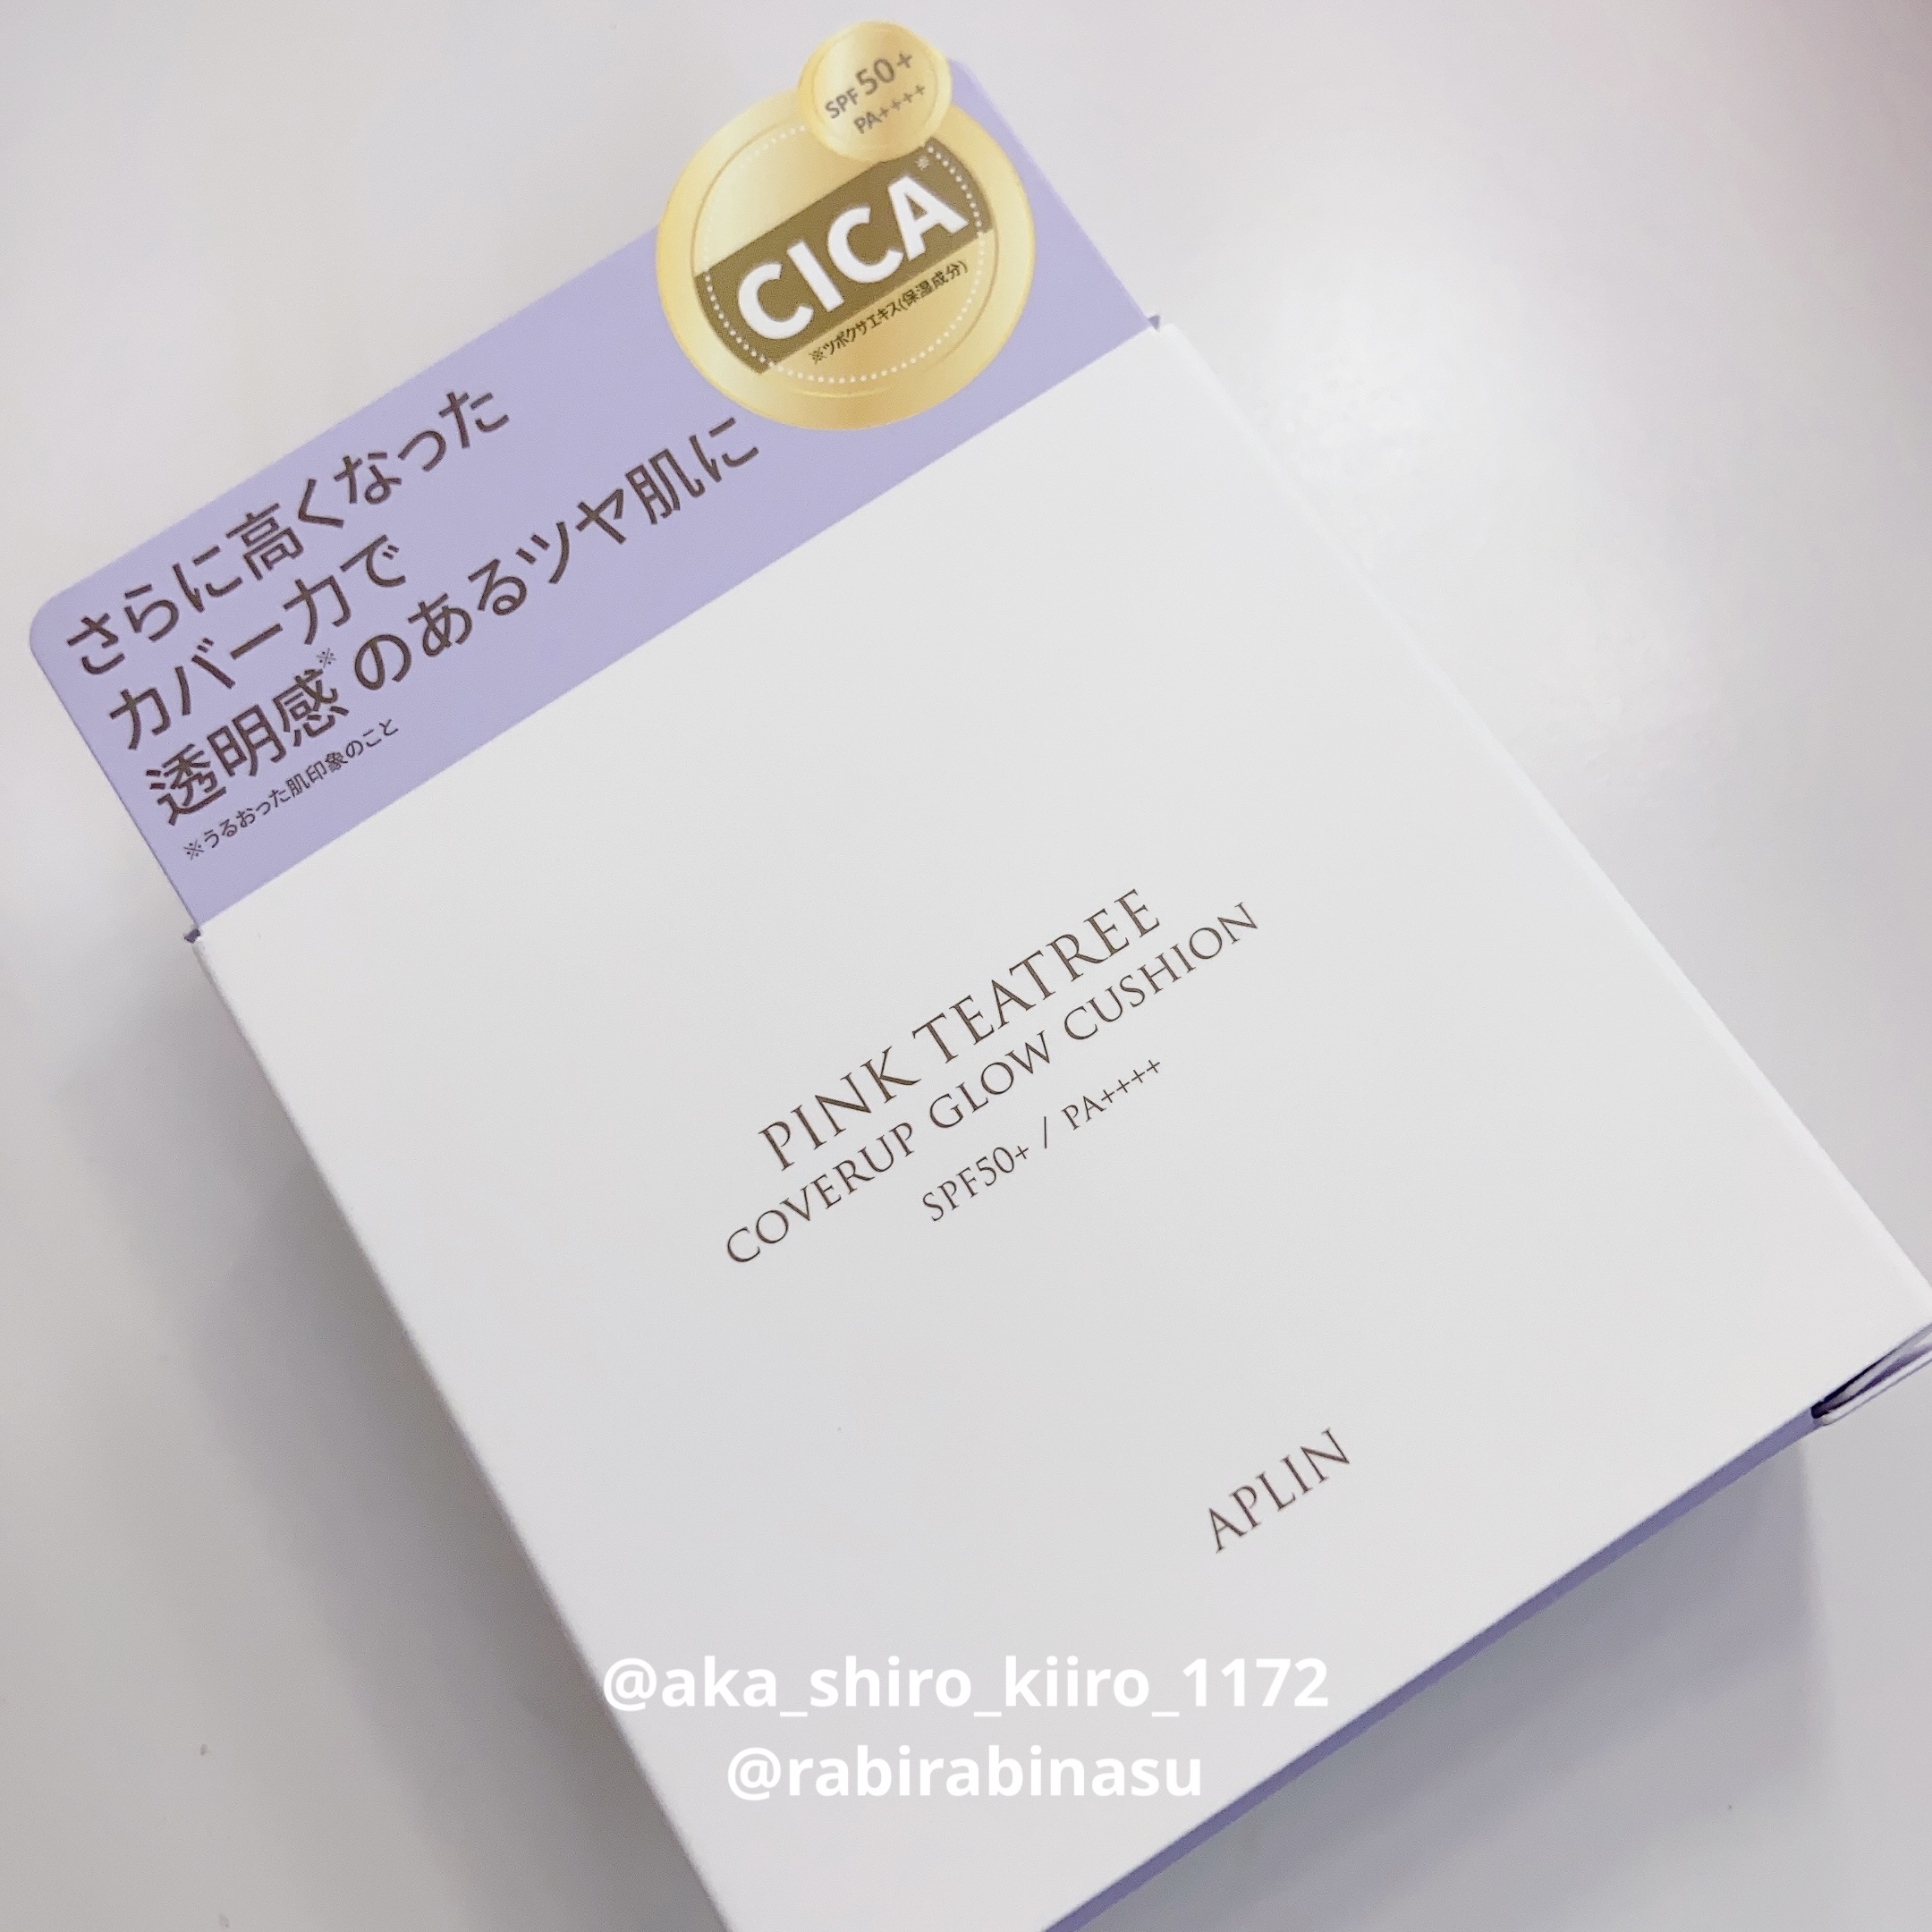 SPF50+
PA++++
CICA※
※ツボクサエキス(保湿成分)
さらに高くなった
カバー力で
透明感※のあるツヤ肌に
※うるおった肌印象のこと
PINK TEATREE
COVERUP GLOW CUSHION
SPF50+ / PA++++
APLIN
@aka_shiro_kiiro_1172
@rabirabinasu